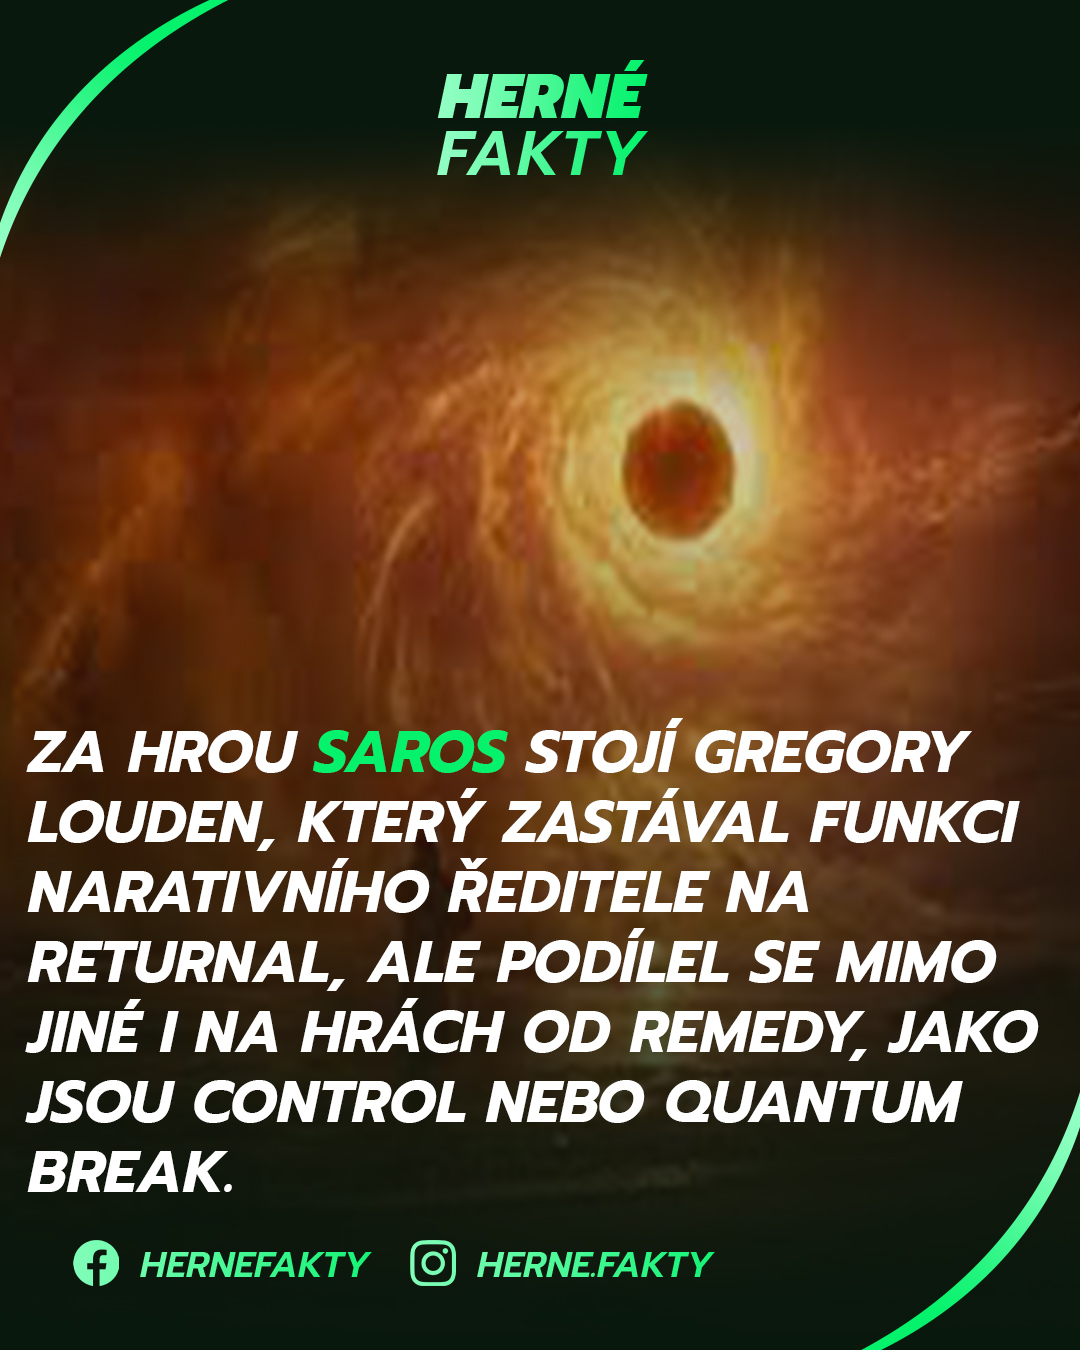 HERNÉ
FAKTY
ZA HROU SAROS STOJÍ GREGORY
LOUDEN, KTERÝ ZASTÁVAL FUNKCI
NARATIVNÍHO ŘEDITELE NA
RETURNAL, ALE PODÍLEL SE MIMO
JINÉ I NA HRÁCH OD REMEDY, JAKO
JSOU CONTROL NEBO QUANTUM
BREAK.
HERNEFAKTY HERNE.FAKTY